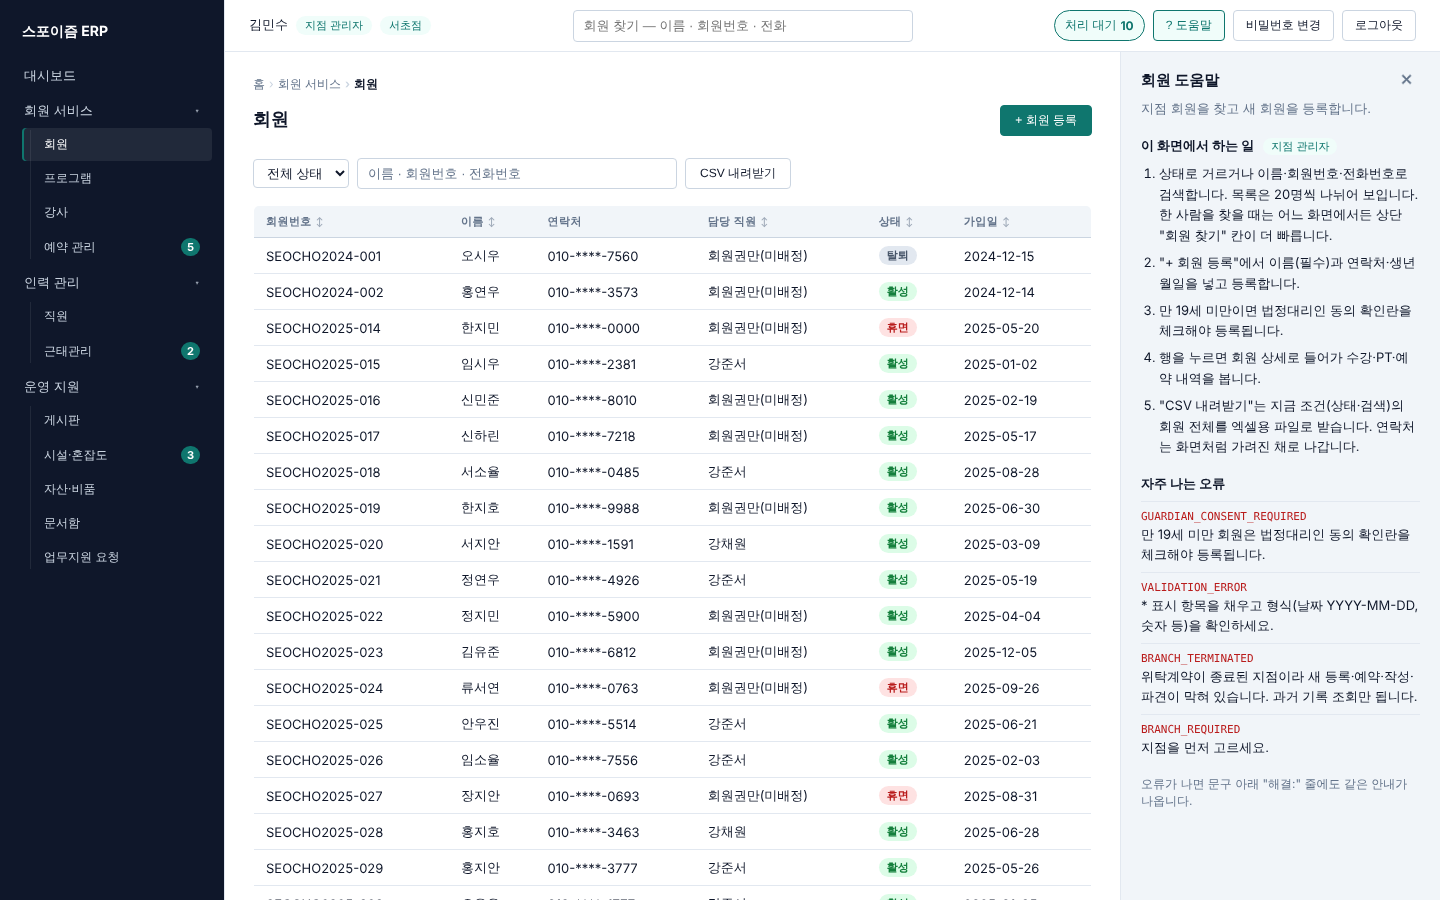 스포이즘 ERP
대시보드
회원 서비스
회원
프로그램
강사
예약 관리 5
인력 관리
직원
근태관리 2
운영 지원
게시판
시설·혼잡도 3
자산·비품
문서함
업무지원 요청
김민수 지점 관리자 서초점
회원 찾기 — 이름 · 회원번호 · 전화
처리 대기 10 ? 도움말 비밀번호 변경 로그아웃
홈 › 회원 서비스 › 회원
회원
+ 회원 등록
전체 상태 이름 · 회원번호 · 전화번호 CSV 내려받기
회원번호 ↕ 이름 ↕ 연락처 담당 직원 ↕ 상태 ↕ 가입일 ↕
SEOCHO2024-001 오시우 010-****-7560 회원권만(미배정) 탈퇴 2024-12-15
SEOCHO2024-002 홍연우 010-****-3573 회원권만(미배정) 활성 2024-12-14
SEOCHO2025-014 한지민 010-****-0000 회원권만(미배정) 휴면 2025-05-20
SEOCHO2025-015 임시우 010-****-2381 강준서 활성 2025-01-02
SEOCHO2025-016 신민준 010-****-8010 회원권만(미배정) 활성 2025-02-19
SEOCHO2025-017 신하린 010-****-7218 회원권만(미배정) 활성 2025-05-17
SEOCHO2025-018 서소율 010-****-0485 강준서 활성 2025-08-28
SEOCHO2025-019 한지호 010-****-9988 회원권만(미배정) 활성 2025-06-30
SEOCHO2025-020 서지안 010-****-1591 강채원 활성 2025-03-09
SEOCHO2025-021 정연우 010-****-4926 강준서 활성 2025-05-19
SEOCHO2025-022 정지민 010-****-5900 회원권만(미배정) 활성 2025-04-04
SEOCHO2025-023 김유준 010-****-6812 회원권만(미배정) 활성 2025-12-05
SEOCHO2025-024 류서연 010-****-0763 회원권만(미배정) 휴면 2025-09-26
SEOCHO2025-025 안우진 010-****-5514 강준서 활성 2025-06-21
SEOCHO2025-026 임소율 010-****-7556 강준서 활성 2025-02-03
SEOCHO2025-027 장지안 010-****-0693 회원권만(미배정) 휴면 2025-08-31
SEOCHO2025-028 홍지호 010-****-3463 강채원 활성 2025-06-28
SEOCHO2025-029 홍지안 010-****-3777 강준서 활성 2025-05-26
회원 도움말 ×
지점 회원을 찾고 새 회원을 등록합니다.
이 화면에서 하는 일 지점 관리자
1. 상태로 거르거나 이름·회원번호·전화번호로
검색합니다. 목록은 20명씩 나뉘어 보입니다.
한 사람을 찾을 때는 어느 화면에서든 상단
"회원 찾기" 칸이 더 빠릅니다.
2. "+ 회원 등록"에서 이름(필수)과 연락처·생년
월일을 넣고 등록합니다.
3. 만 19세 미만이면 법정대리인 동의 확인란을
체크해야 등록됩니다.
4. 행을 누르면 회원 상세로 들어가 수강·PT·예
약 내역을 봅니다.
5. "CSV 내려받기"는 지금 조건(상태·검색)의
회원 전체를 엑셀용 파일로 받습니다. 연락처
는 화면처럼 가려진 채로 나갑니다.
자주 나는 오류
GUARDIAN_CONSENT_REQUIRED
만 19세 미만 회원은 법정대리인 동의 확인란을
체크해야 등록됩니다.
VALIDATION_ERROR
* 표시 항목을 채우고 형식(날짜 YYYY-MM-DD,
숫자 등)을 확인하세요.
BRANCH_TERMINATED
위탁계약이 종료된 지점이라 새 등록·예약·작성·
파견이 막혀 있습니다. 과거 기록 조회만 됩니다.
BRANCH_REQUIRED
지점을 먼저 고르세요.
오류가 나면 문구 아래 "해결:" 줄에도 같은 안내가
나옵니다.